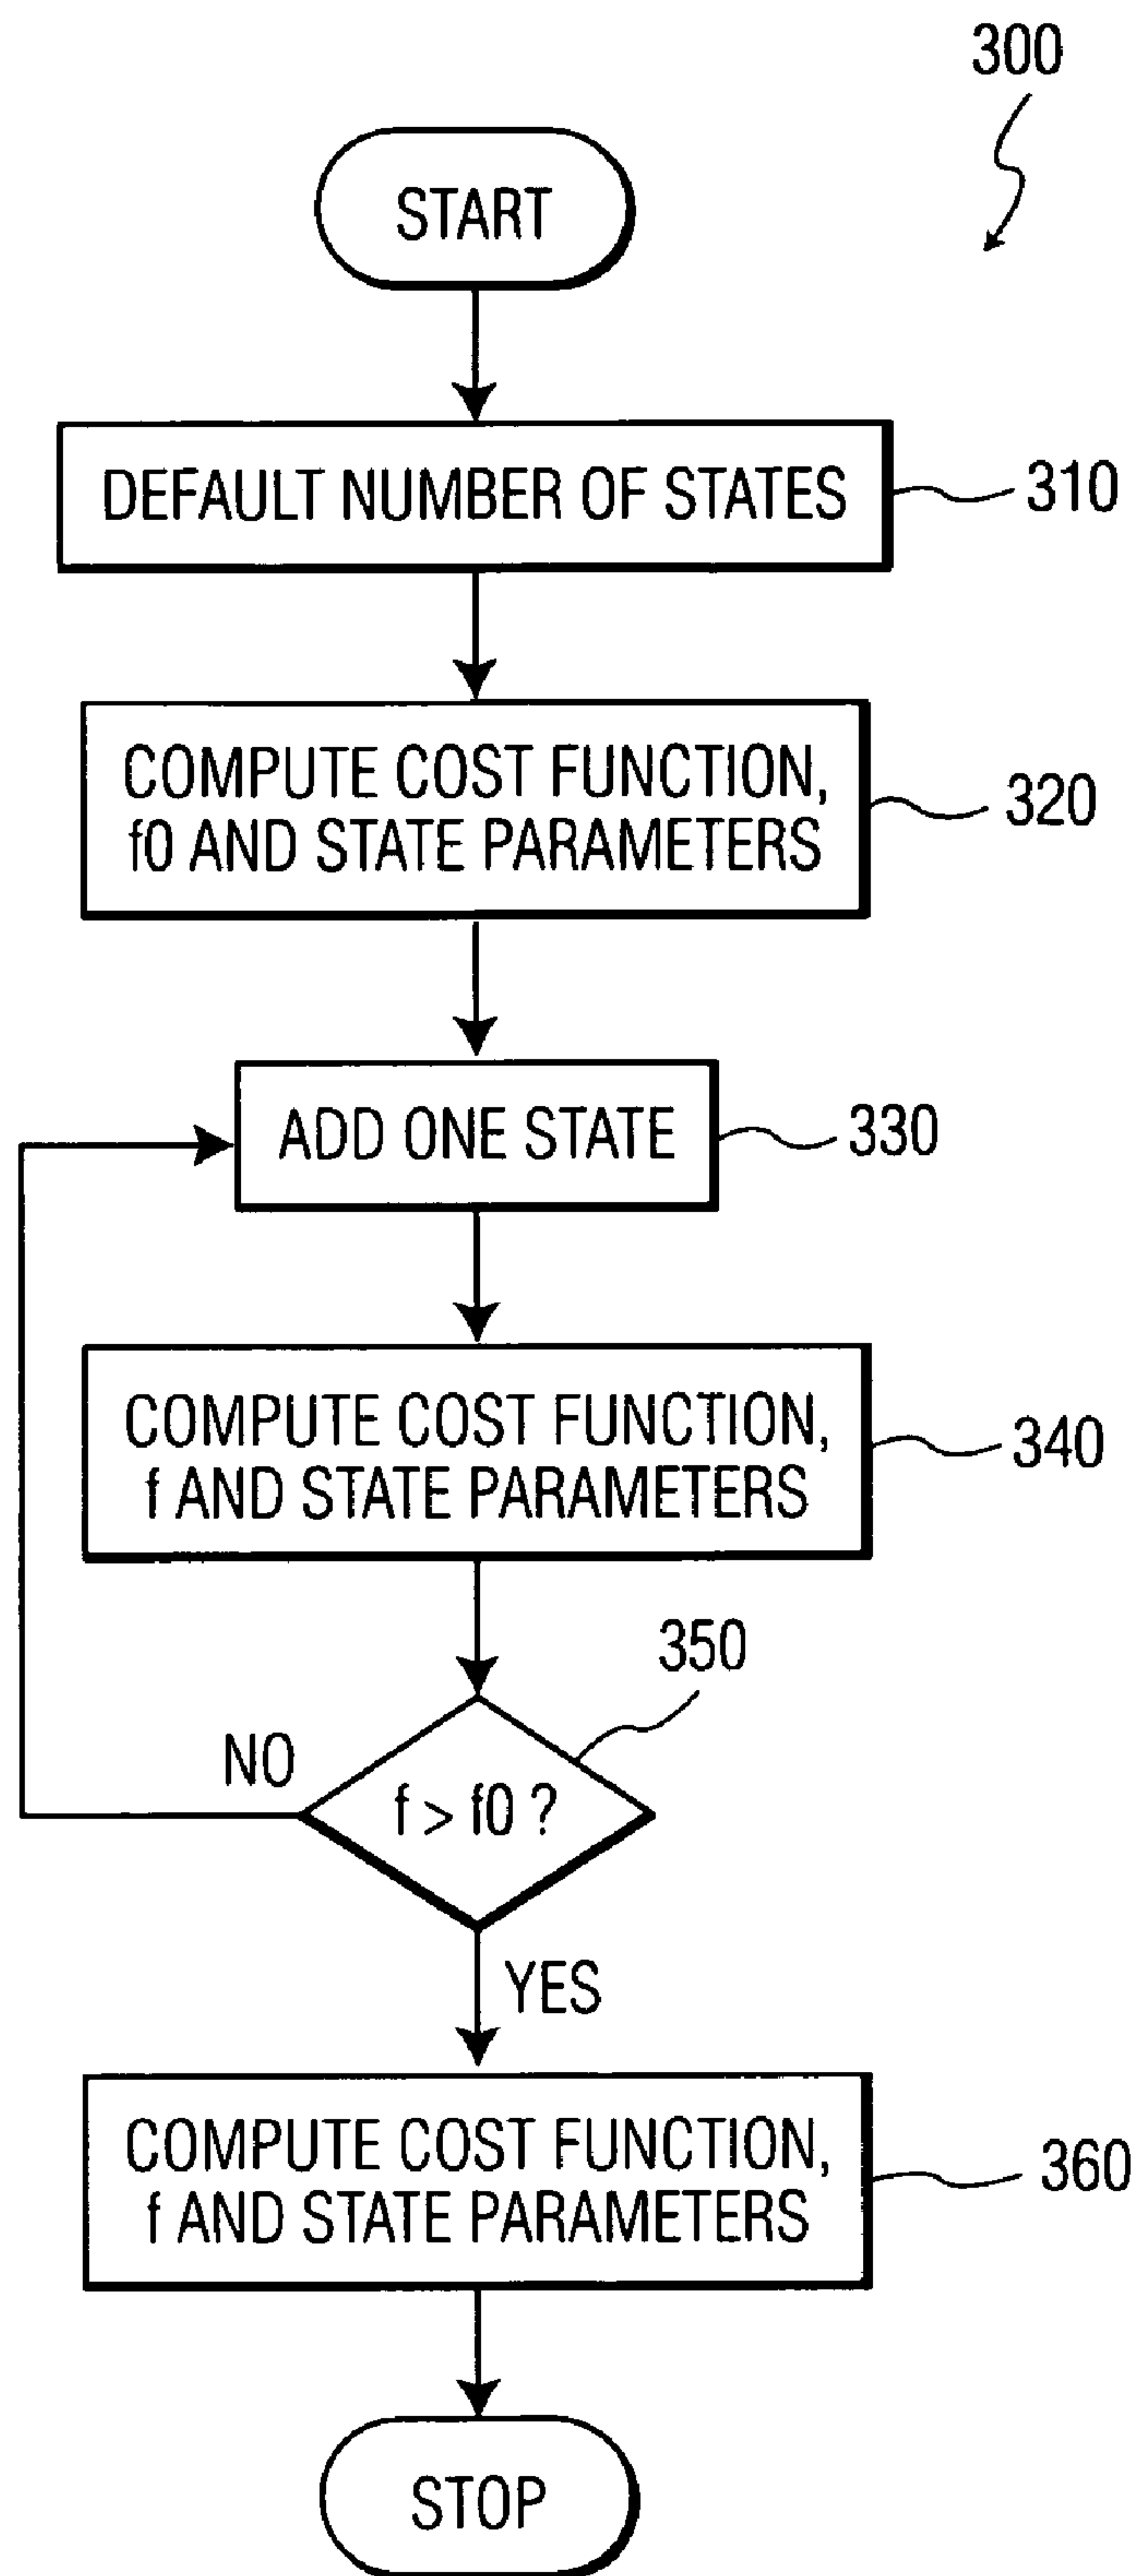 300
START
DEFAULT NUMBER OF STATES
310
COMPUTE COST FUNCTION,
f0 AND STATE PARAMETERS
320
ADD ONE STATE
330
COMPUTE COST FUNCTION,
f AND STATE PARAMETERS
340
350
NO
f > f0 ?
YES
COMPUTE COST FUNCTION,
f AND STATE PARAMETERS
360
STOP